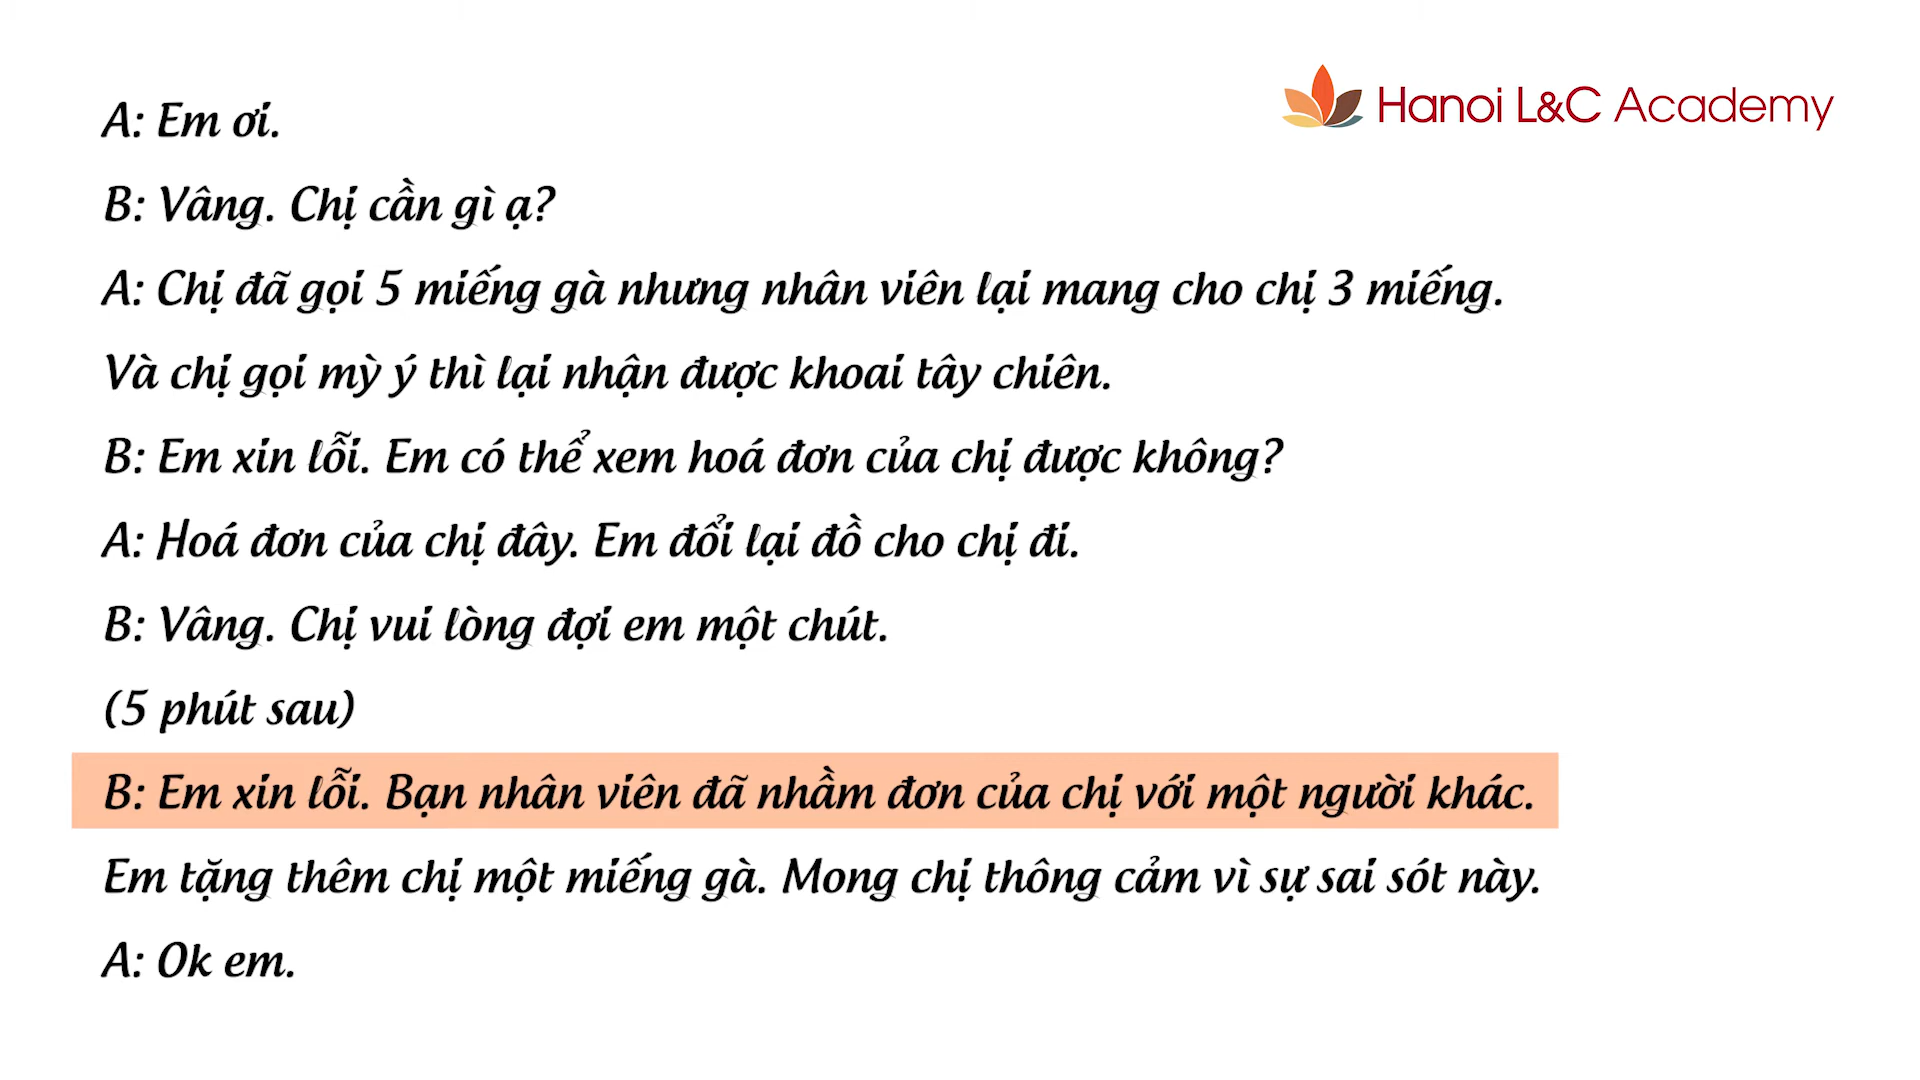 Hanoi L&C Academy
A: Em ơi.
B: Vâng. Chị cần gì ạ?
A: Chị đã gọi 5 miếng gà nhưng nhân viên lại mang cho chị 3 miếng.
Và chị gọi mỳ ý thì lại nhận được khoai tây chiên.
B: Em xin lỗi. Em có thể xem hoá đơn của chị được không?
A: Hoá đơn của chị đây. Em đổi lại đồ cho chị đi.
B: Vâng. Chị vui lòng đợi em một chút.
(5 phút sau)
B: Em xin lỗi. Bạn nhân viên đã nhầm đơn của chị với một người khác.
Em tặng thêm chị một miếng gà. Mong chị thông cảm vì sự sai sót này.
A: Ok em.